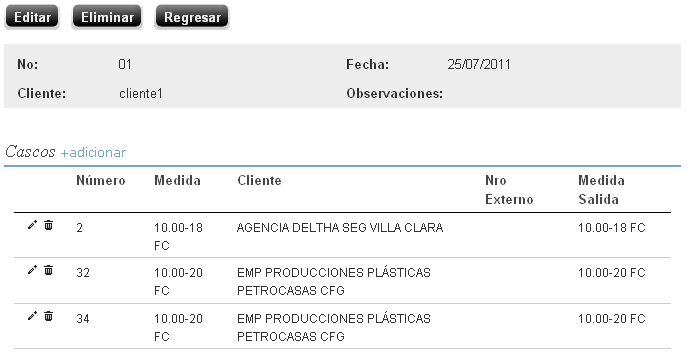 Editar Eliminar Regresar
No: 01 Fecha: 25/07/2011
Cliente: cliente1 Observaciones:
Cascos +adicionar
Número Medida Cliente Nro Medida
Externo Salida
2 10.00-18 AGENCIA DELTHA SEG VILLA CLARA 10.00-18 FC
FC
32 10.00-20 EMP PRODUCCIONES PLÁSTICAS 10.00-20 FC
FC PETROCASAS CFG
34 10.00-20 EMP PRODUCCIONES PLÁSTICAS 10.00-20 FC
FC PETROCASAS CFG